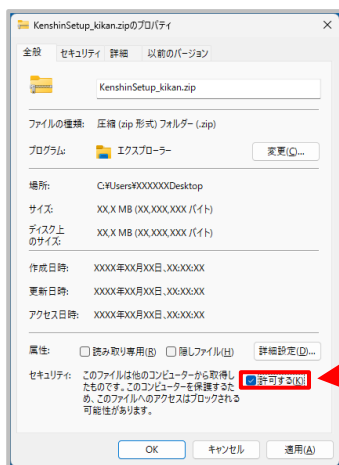 KenshinSetup_kikan.zipのプロパティ
全般 セキュリティ 詳細 以前のバージョン
KenshinSetup_kikan.zip
ファイルの種類: 圧縮 (zip 形式) フォルダー (.zip)
プログラム: エクスプローラー 変更(C)...
場所: C:¥Users¥XXXXXXDesktop
サイズ: XX,X MB (XX,XXX,XXX バイト)
ディスク上
のサイズ: XX,X MB (XX,XXX,XXX バイト)
作成日時: XXXX年XX月XX日、XX:XX:XX
更新日時: XXXX年XX月XX日、XX:XX:XX
アクセス日時: XXXX年XX月XX日、XX:XX:XX
属性: 読み取り専用(R) 隠しファイル(H) 詳細設定(D)...
セキュリティ: このファイルは他のコンピューターから取得し
たものです。このコンピューターを保護するた
め、このファイルへのアクセスはブロックされる
可能性があります。
許可する(K)
OK キャンセル 適用(A)